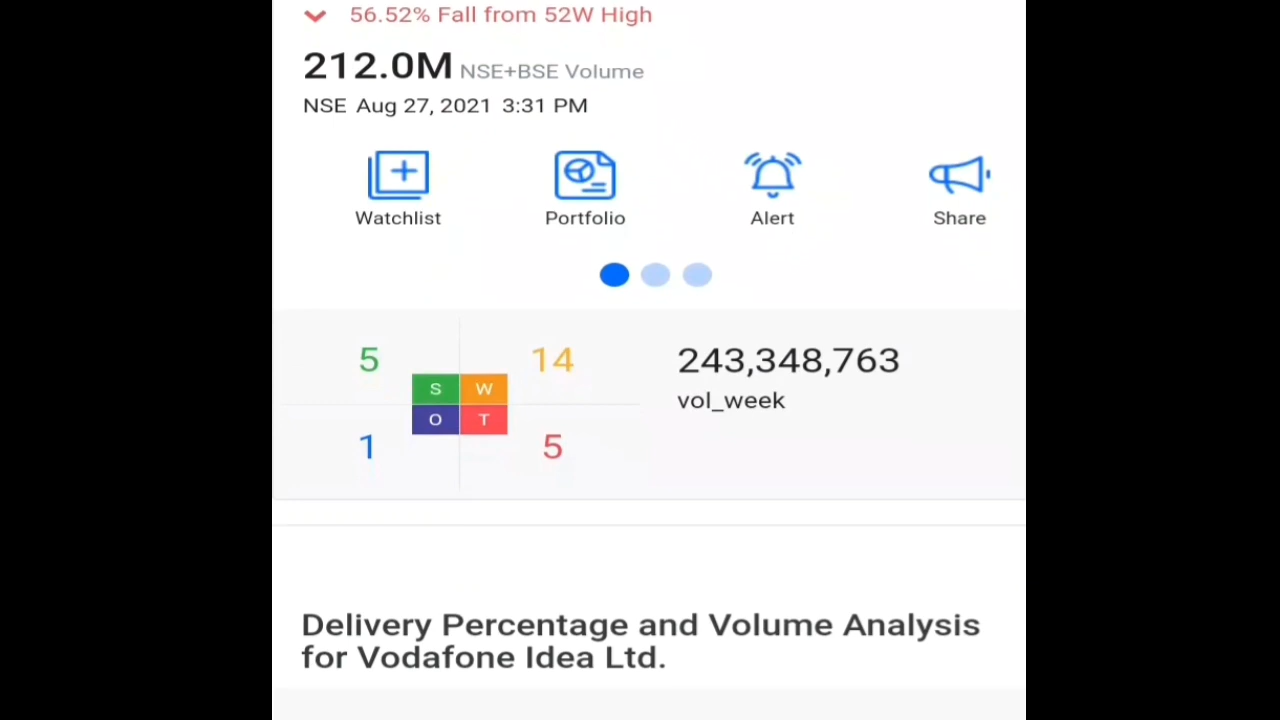 56.52% Fall from 52W High
212.0M NSE+BSE Volume
NSE Aug 27, 2021 3:31 PM
Watchlist Portfolio Alert Share
5 14
S W
O T
1 5
243,348,763
vol_week
Delivery Percentage and Volume Analysis
for Vodafone Idea Ltd.